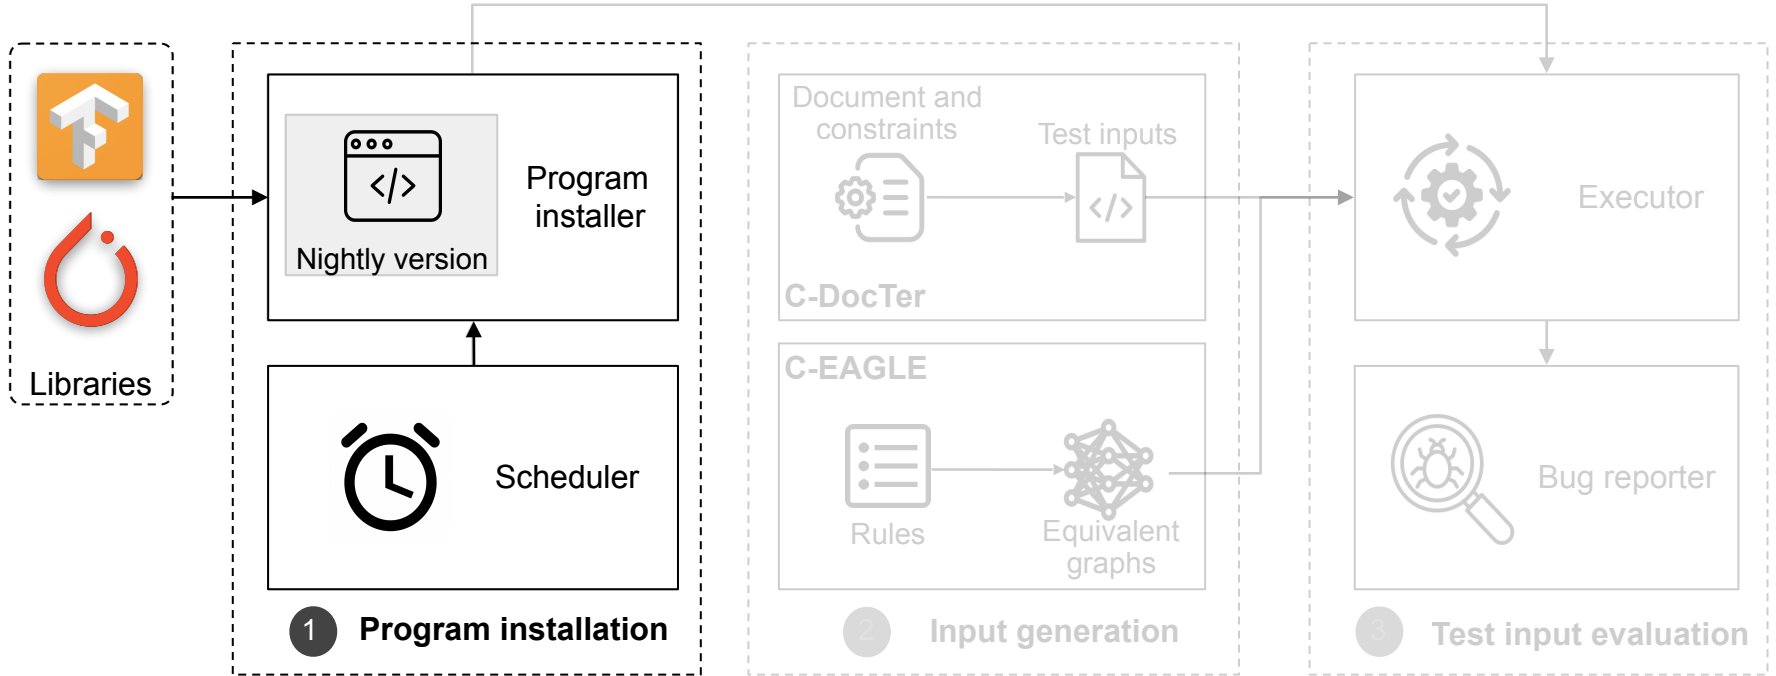 Libraries
</>
Nightly version
Program
installer
Scheduler
1
Program installation
Document and
constraints
Test inputs
</>
C-DocTer
C-EAGLE
Rules
Equivalent
graphs
2
Input generation
Executor
Bug reporter
3
Test input evaluation